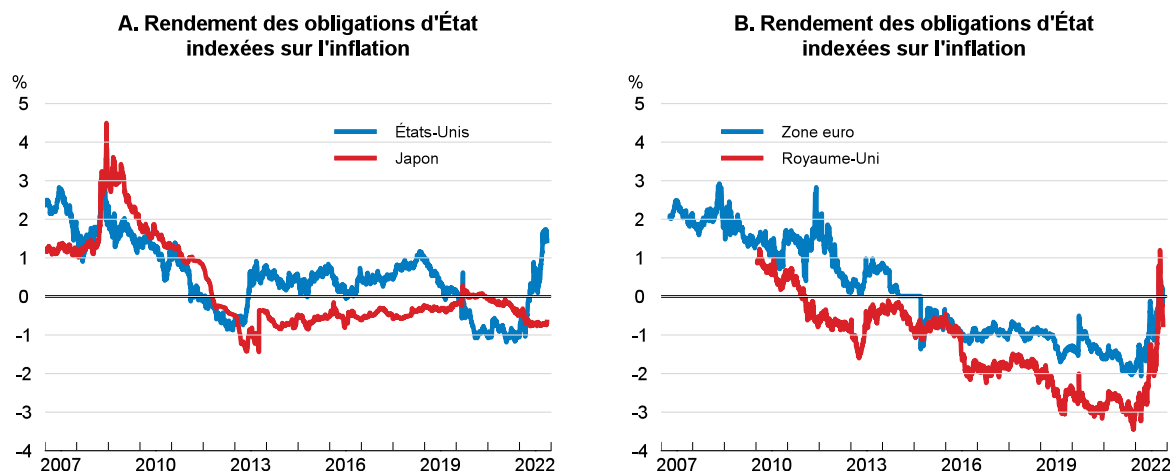 A. Rendement des obligations d'État
indexées sur l'inflation
%
5
4
3
2
1
0
-1
-2
-3
-4
États-Unis
Japon
2007 2010 2013 2016 2019 2022
B. Rendement des obligations d'État
indexées sur l'inflation
%
5
4
3
2
1
0
-1
-2
-3
-4
Zone euro
Royaume-Uni
2007 2010 2013 2016 2019 2022